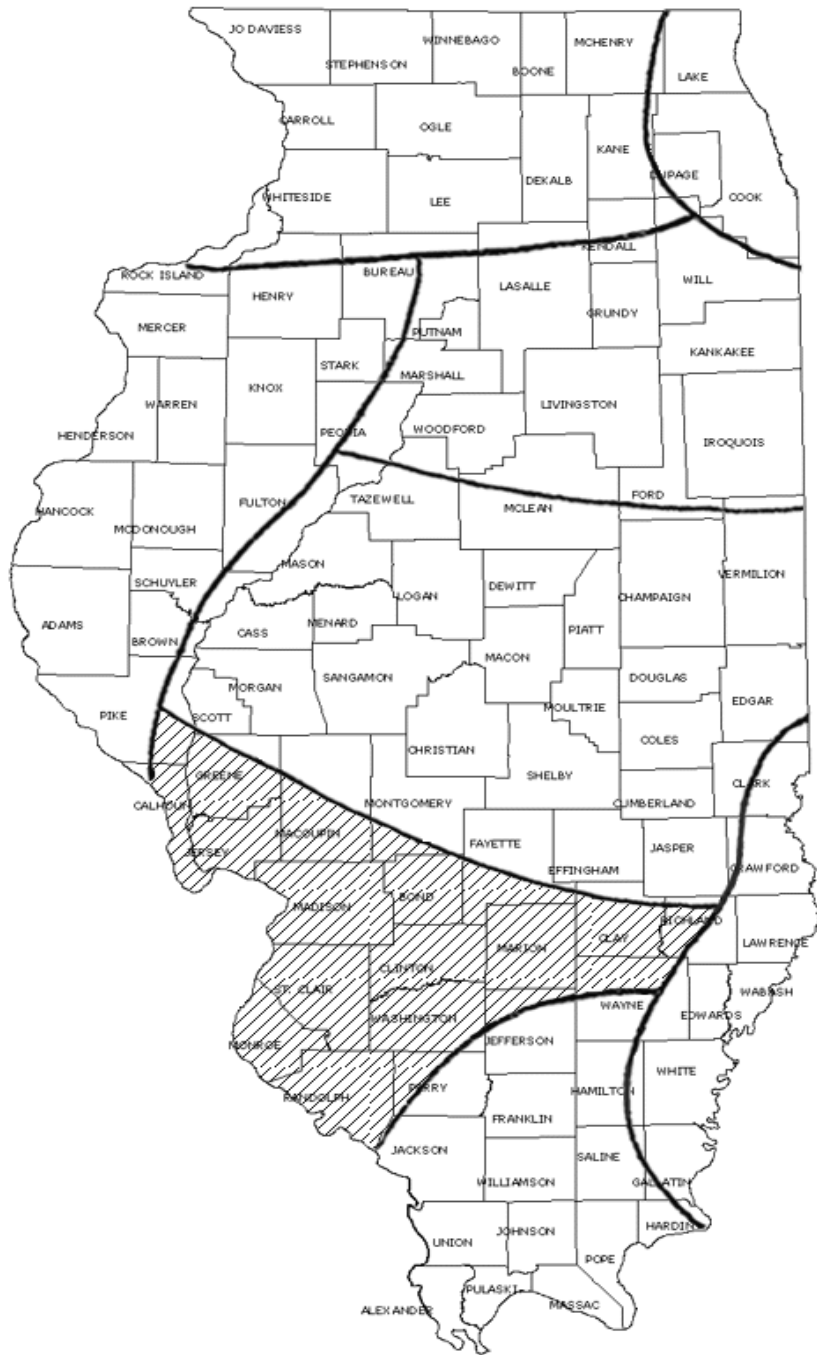 JO DAVIESS
STEPHENSON
WINNEBAGO
BOONE
MCHENRY
LAKE
CARROLL
OGLE
DEKALB
KANE
DUPAGE
COOK
WHITESIDE
LEE
KENDALL
ROCK ISLAND
HENRY
BUREAU
LASALLE
WILL
GRUNDY
MERCER
PUTNAM
KANKAKEE
STARK
MARSHALL
KNOX
WARREN
LIVINGSTON
HENDERSON
PEORIA
WOODFORD
IROQUOIS
HANCOCK
MCDONOUGH
FULTON
TAZEWELL
MCLEAN
FORD
MASON
SCHUYLER
LOGAN
DEWITT
CHAMPAIGN
VERMILION
ADAMS
BROWN
CASS
MENARD
PIATT
MACON
SANGAMON
MORGAN
DOUGLAS
EDGAR
PIKE
SCOTT
MOULTRIE
CHRISTIAN
COLES
SHELBY
GREENE
CLARK
CALHOUN
MONTGOMERY
CUMBERLAND
MACOUPIN
JERSEY
FAYETTE
EFFINGHAM
JASPER
CRAWFORD
MADISON
BOND
MARION
CLAY
RICHLAND
LAWRENCE
CLINTON
ST. CLAIR
WABASH
WAYNE
EDWARDS
WASHINGTON
MONROE
JEFFERSON
WHITE
RANDOLPH
PERRY
HAMILTON
FRANKLIN
JACKSON
SALINE
WILLIAMSON
GALLATIN
UNION
JOHNSON
HARDIN
POPE
PULASKI
MASSAC
ALEXANDER